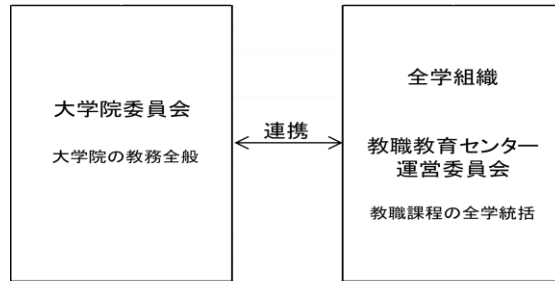 大学院委員会
大学院の教務全般
連携
全学組織
教職教育センター
運営委員会
教職課程の全学統括